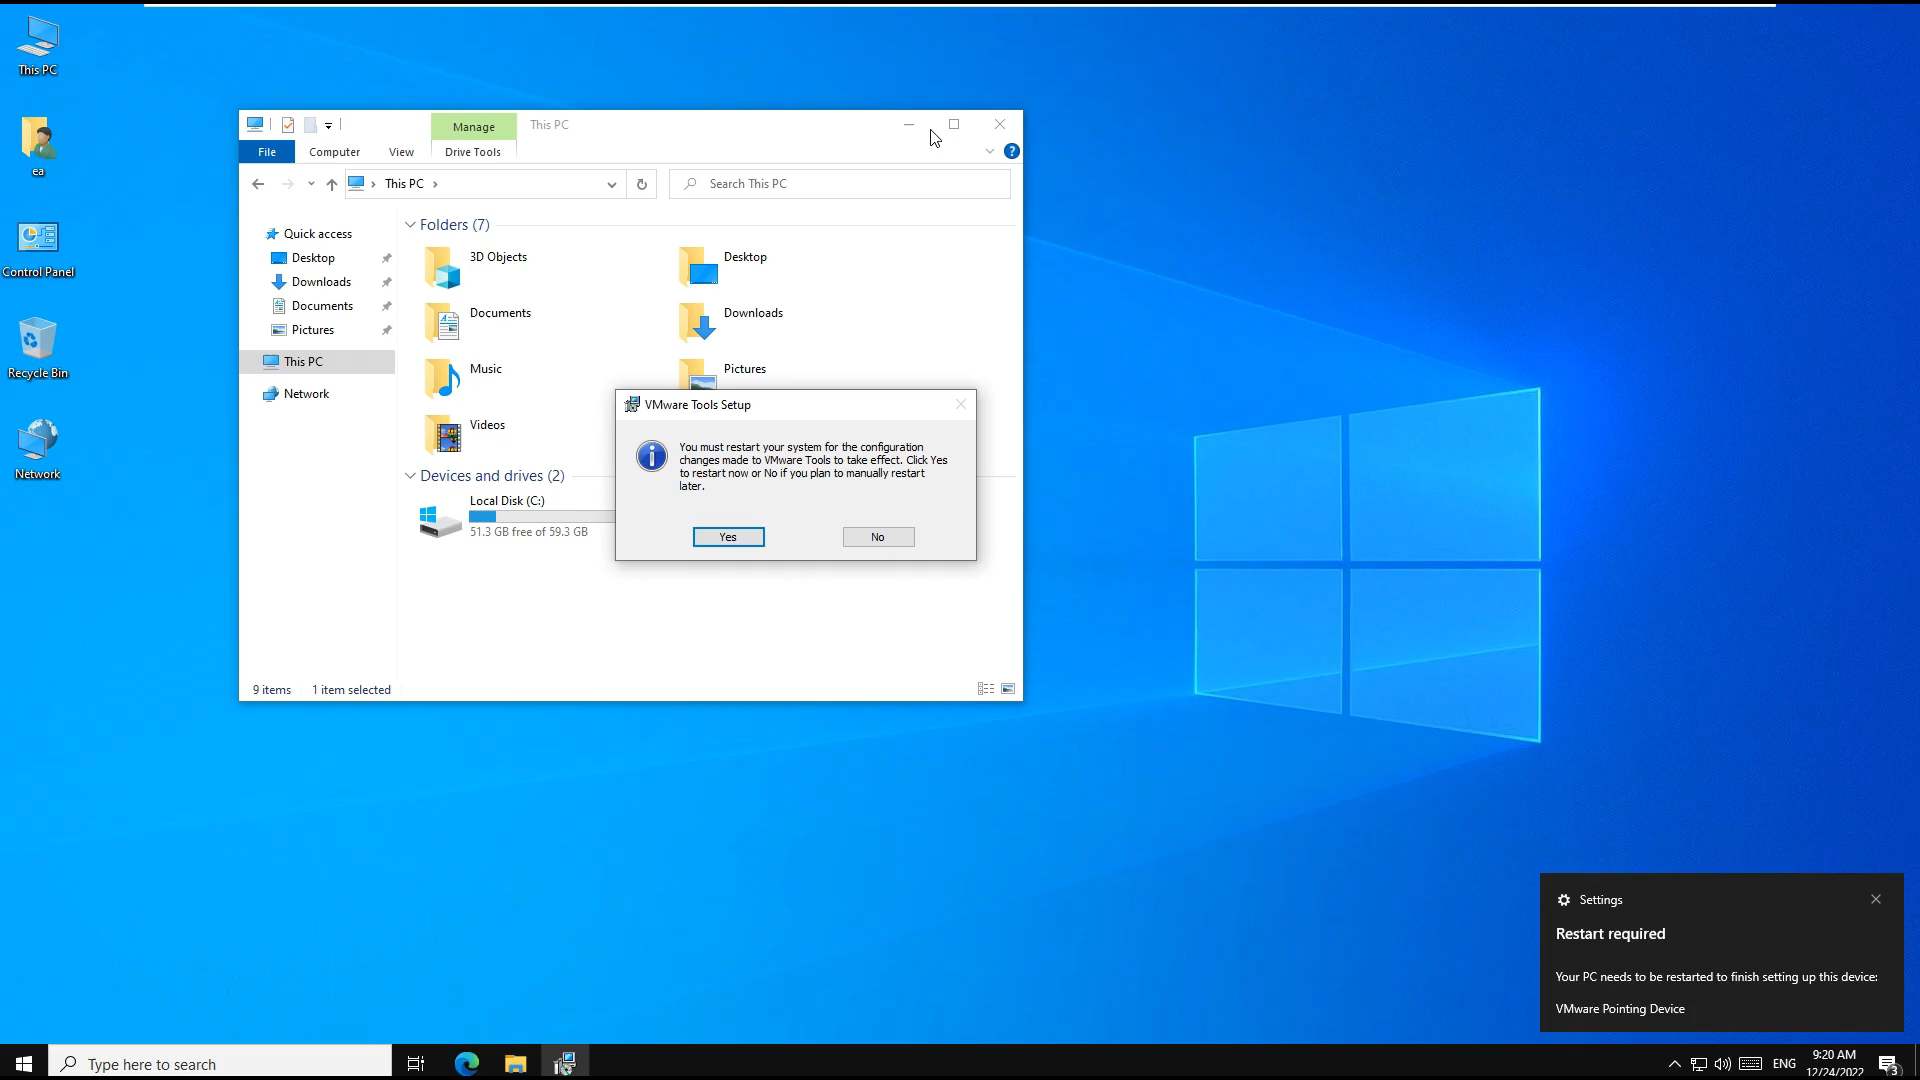 This PC
ea
Control Panel
Recycle Bin
Network
Manage
This PC
File
Computer
View
Drive Tools
This PC
Search This PC
Quick access
Desktop
Downloads
Documents
Pictures
This PC
Network
Folders (7)
3D Objects
Desktop
Documents
Downloads
Music
Pictures
Videos
Devices and drives (2)
Local Disk (C:)
51.3 GB free of 59.3 GB
9 items
1 item selected
VMware Tools Setup
You must restart your system for the configuration
changes made to VMware Tools to take effect. Click Yes
to restart now or No if you plan to manually restart
later.
Yes
No
Settings
Restart required
Your PC needs to be restarted to finish setting up this device:
VMware Pointing Device
Type here to search
ENG
9:20 AM
12/24/2022
3